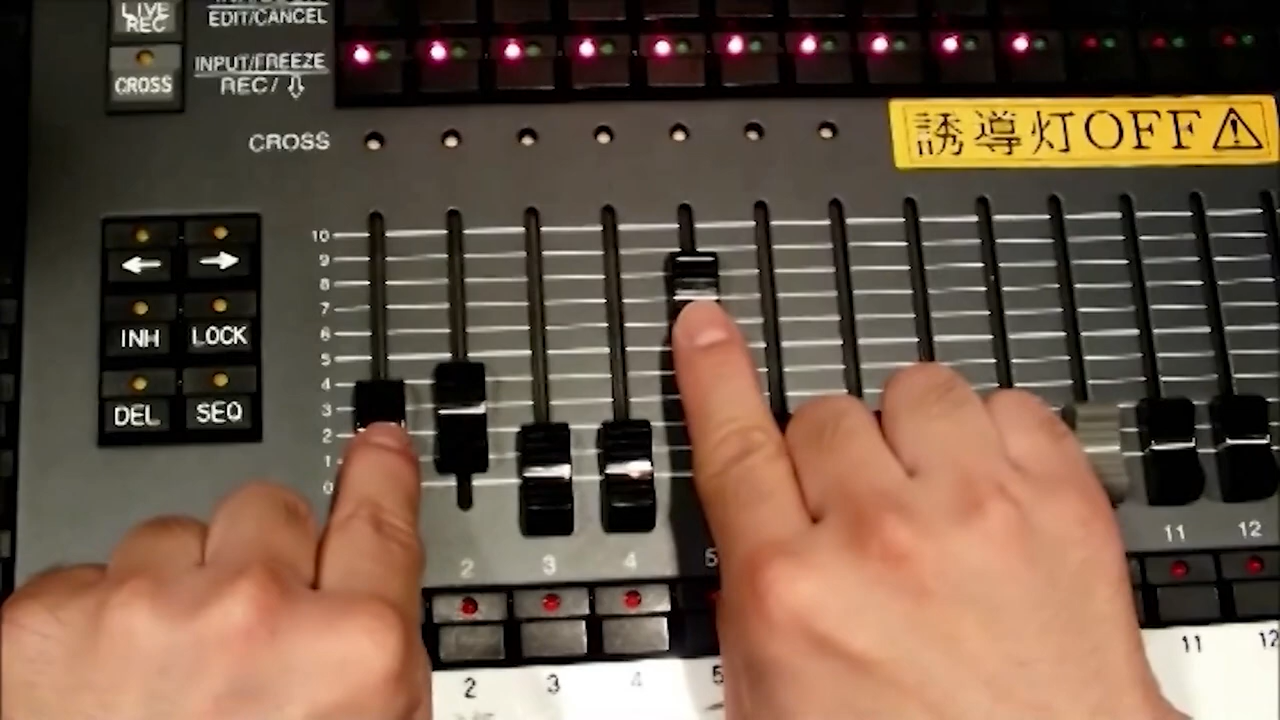 LIVE
REC
EDIT/CANCEL
CROSS
INPUT/FREEZE
REC/ ⇩
CROSS
誘導灯OFF⚠
← →
INH LOCK
DEL SEQ
10
9
8
7
6
5
4
3
2
1
0
2 3 4 5 11 12
2 3 4 5 11 12